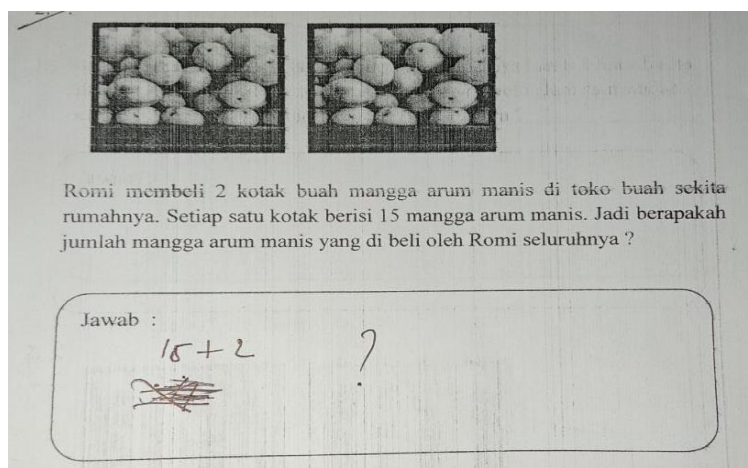 Romi membeli 2 kotak buah mangga arum manis di toko buah sekita
rumahnya. Setiap satu kotak berisi 15 mangga arum manis. Jadi berapakah
jumlah mangga arum manis yang di beli oleh Romi seluruhnya ?
Jawab :
15 + 2 ?